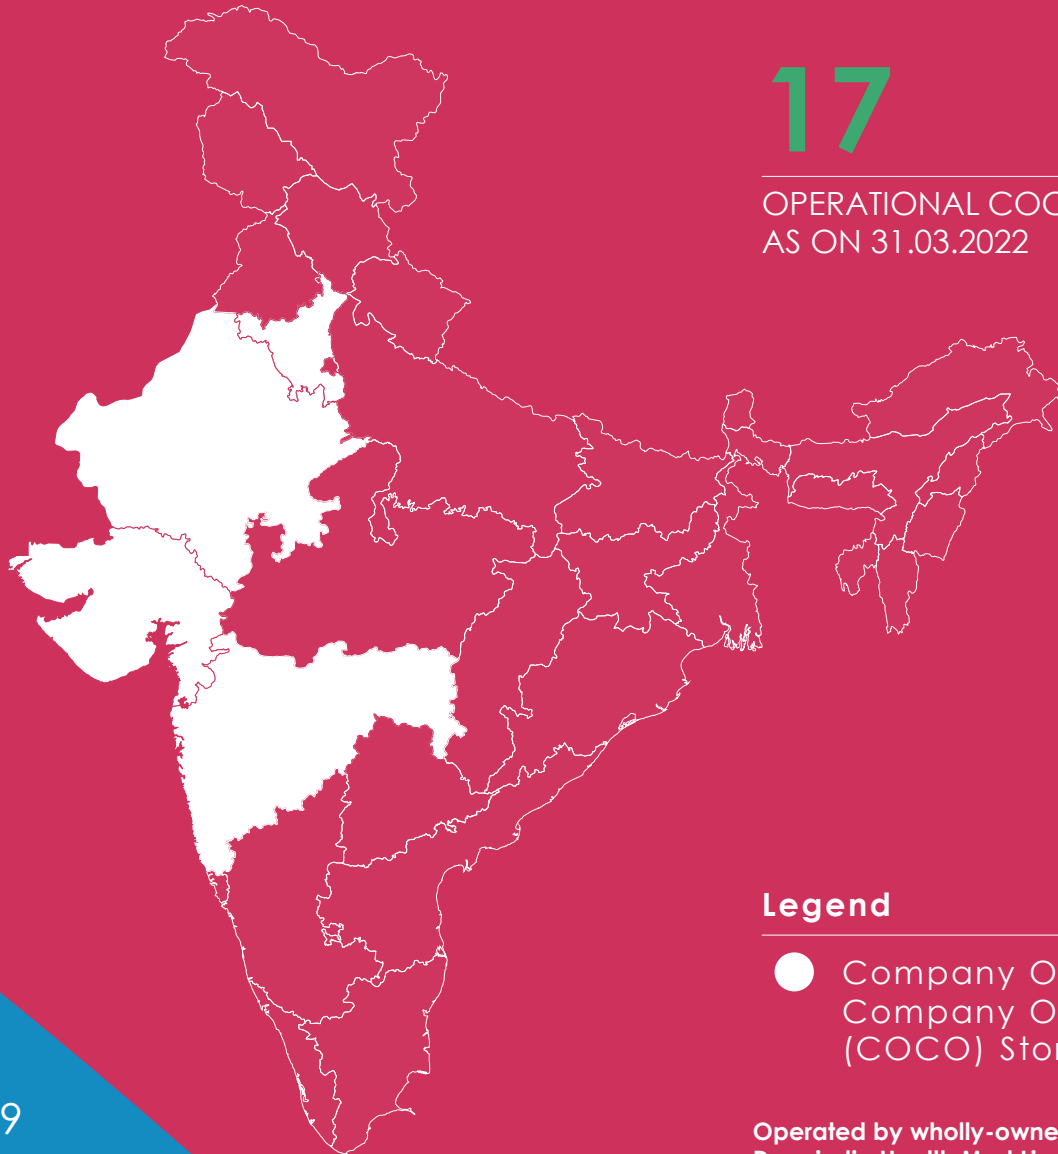 17
OPERATIONAL COC
AS ON 31.03.2022
Legend
Company O
Company O
(COCO) Stor
9
Operated by wholly-owne